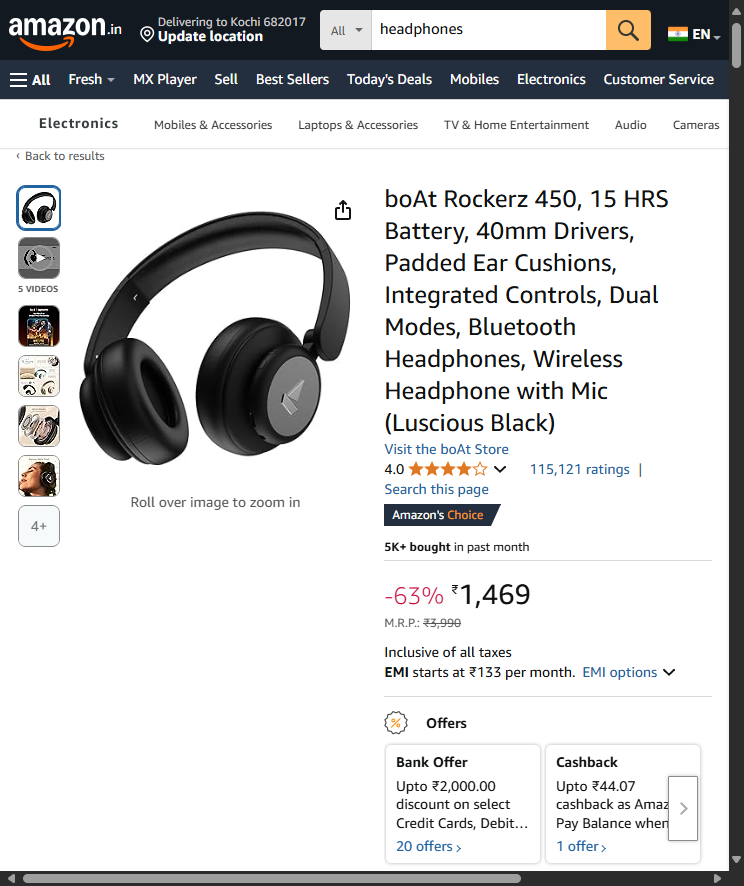 amazon.in
Delivering to Kochi 682017
Update location
All
headphones
EN
All
Fresh
MX Player
Sell
Best Sellers
Today's Deals
Mobiles
Electronics
Customer Service
Electronics
Mobiles & Accessories
Laptops & Accessories
TV & Home Entertainment
Audio
Cameras
‹ Back to results
5 VIDEOS
4+
Roll over image to zoom in
boAt Rockerz 450, 15 HRS
Battery, 40mm Drivers,
Padded Ear Cushions,
Integrated Controls, Dual
Modes, Bluetooth
Headphones, Wireless
Headphone with Mic
(Luscious Black)
Visit the boAt Store
4.0
115,121 ratings |
Search this page
Amazon's Choice
5K+ bought in past month
-63% ₹1,469
M.R.P.: ₹3,990
Inclusive of all taxes
EMI starts at ₹133 per month. EMI options
% Offers
Bank Offer
Upto ₹2,000.00
discount on select
Credit Cards, Debit…
20 offers ›
Cashback
Upto ₹44.07
cashback as Amaz
Pay Balance when
1 offer ›